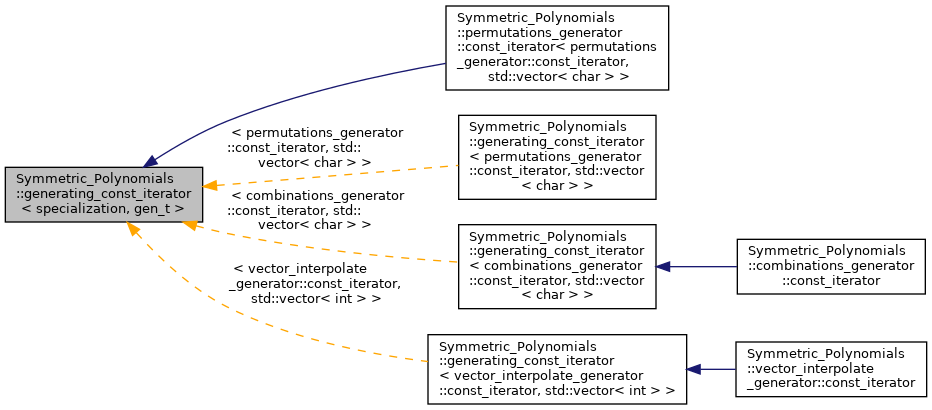 Symmetric_Polynomials
::permutations_generator
::const_iterator< permutations
_generator::const_iterator,
std::vector< char > >
< permutations_generator
::const_iterator, std::
vector< char > >
Symmetric_Polynomials
::generating_const_iterator
< permutations_generator
::const_iterator, std::vector
< char > >
Symmetric_Polynomials
::generating_const_iterator
< specialization, gen_t >
< combinations_generator
::const_iterator, std::
vector< char > >
Symmetric_Polynomials
::generating_const_iterator
< combinations_generator
::const_iterator, std::vector
< char > >
Symmetric_Polynomials
::combinations_generator
::const_iterator
< vector_interpolate
_generator::const_iterator,
std::vector< int > >
Symmetric_Polynomials
::generating_const_iterator
< vector_interpolate_generator
::const_iterator, std::vector< int > >
Symmetric_Polynomials
::vector_interpolate
_generator::const_iterator